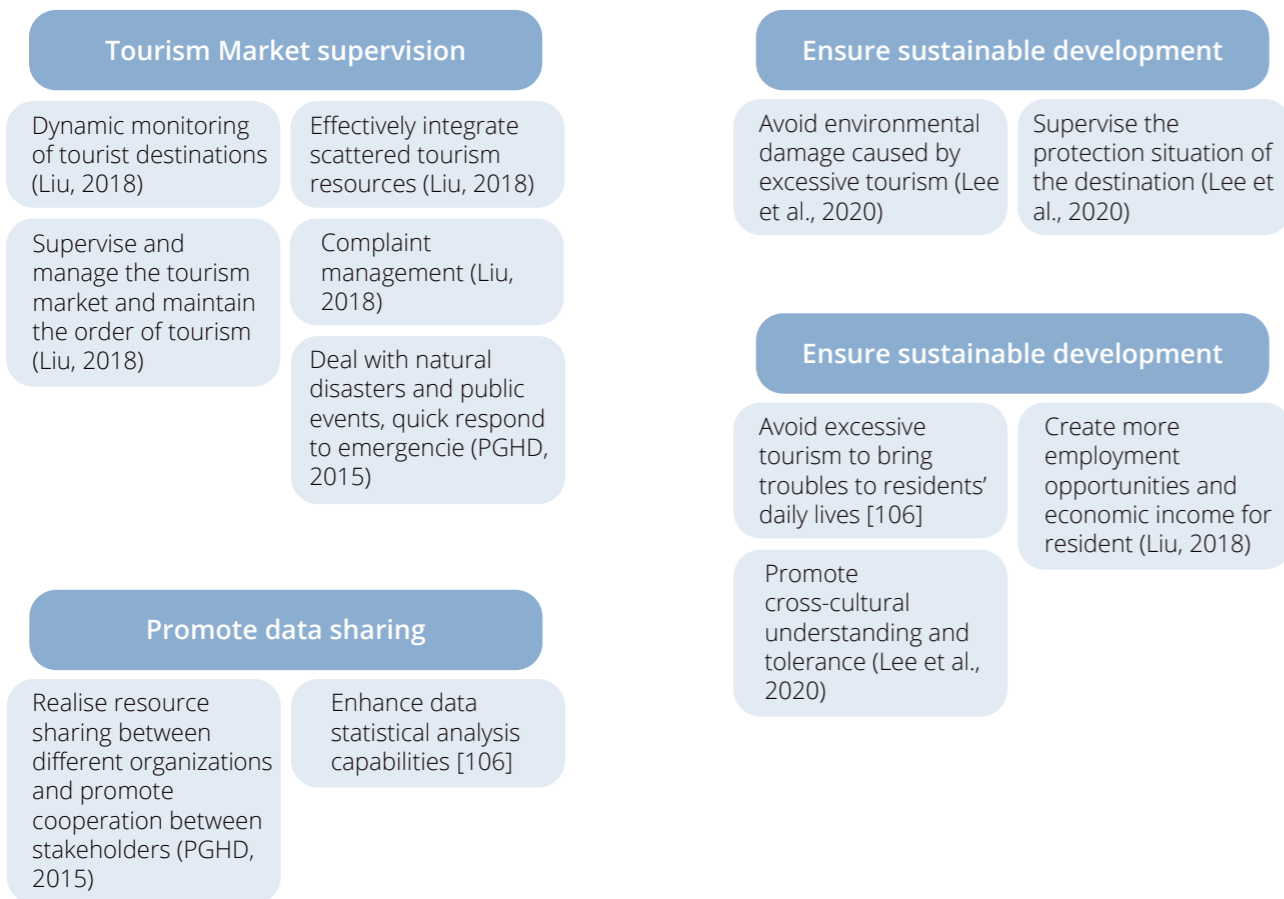 Tourism Market supervision
Dynamic monitoring
of tourist destinations
(Liu, 2018)
Effectively integrate
scattered tourism
resources (Liu, 2018)
Supervise and
manage the tourism
market and maintain
the order of tourism
(Liu, 2018)
Complaint
management (Liu,
2018)
Deal with natural
disasters and public
events, quick respond
to emergencie (PGHD,
2015)
Promote data sharing
Realise resource
sharing between
different organizations
and promote
cooperation between
stakeholders (PGHD,
2015)
Enhance data
statistical analysis
capabilities [106]
Ensure sustainable development
Avoid environmental
damage caused by
excessive tourism (Lee
et al., 2020)
Supervise the
protection situation of
the destination (Lee et
al., 2020)
Ensure sustainable development
Avoid excessive
tourism to bring
troubles to residents’
daily lives [106]
Create more
employment
opportunities and
economic income for
resident (Liu, 2018)
Promote
cross-cultural
understanding and
tolerance (Lee et al.,
2020)